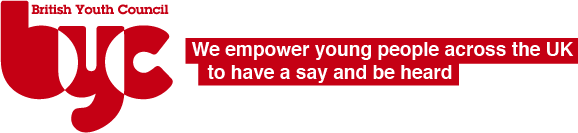 British Youth Council
byc
We empower young people across the UK
to have a say and be heard